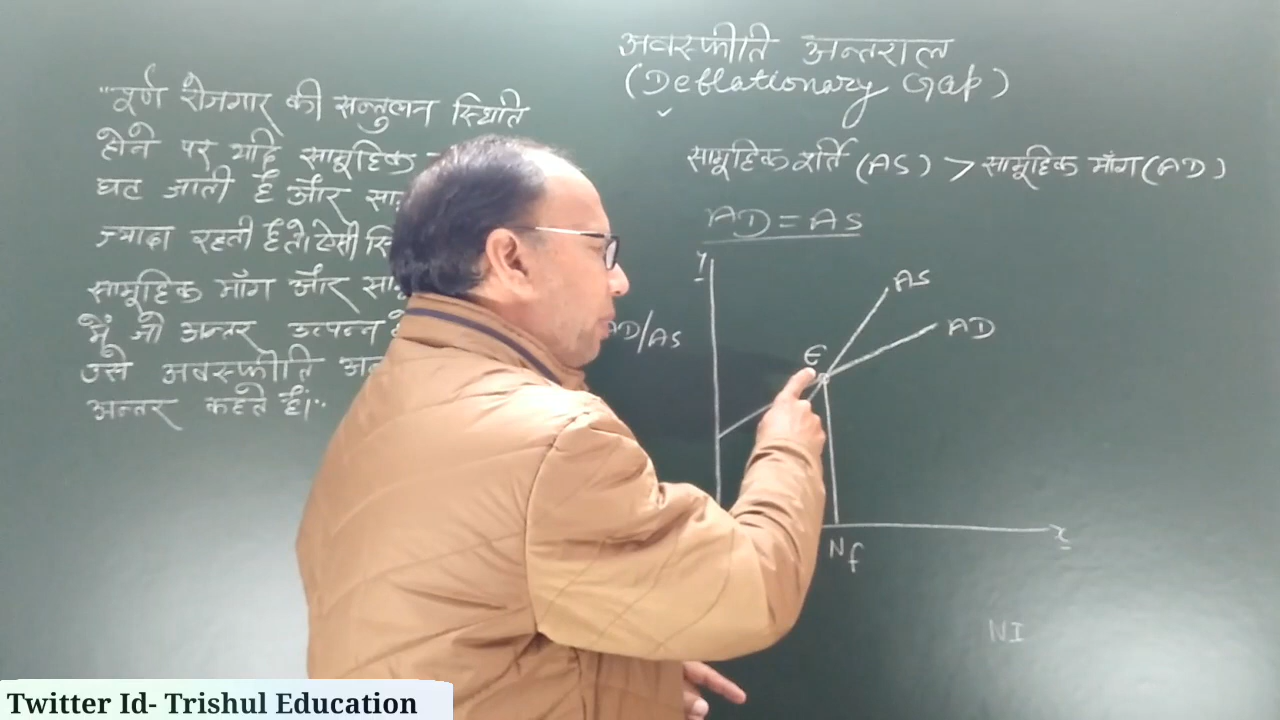 अवस्फीति अन्तराल
(Deflationary Gap)
"पूर्ण रोजगार की सन्तुलन स्थिति
होने पर यदि सामूहिक
घट जाती है और
ज्यादा रहती है तो ऐसी
सामूहिक माँग और
में जो अन्तर उत्पन्न
उसे अवस्फीति
अन्तर कहते हैं।"
सामूहिक पूर्ति (AS) > सामूहिक माँग (AD)
AD = AS
Y
AS
AD
E
AD/AS
x
Nf
NI
Twitter Id- Trishul Education